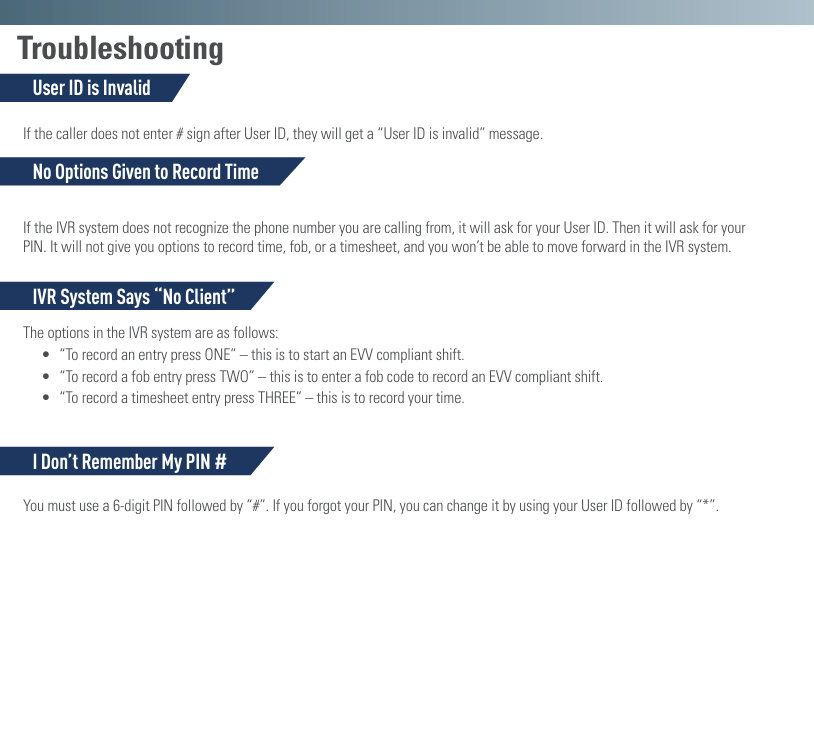 Troubleshooting
User ID is Invalid
If the caller does not enter # sign after User ID, they will get a “User ID is invalid” message.
No Options Given to Record Time
If the IVR system does not recognize the phone number you are calling from, it will ask for your User ID. Then it will ask for your
PIN. It will not give you options to record time, fob, or a timesheet, and you won’t be able to move forward in the IVR system.
IVR System Says “No Client”
The options in the IVR system are as follows:
• “To record an entry press ONE” – this is to start an EVV compliant shift.
• “To record a fob entry press TWO” – this is to enter a fob code to record an EVV compliant shift.
• “To record a timesheet entry press THREE” – this is to record your time.
I Don’t Remember My PIN #
You must use a 6-digit PIN followed by “#”. If you forgot your PIN, you can change it by using your User ID followed by “*”.